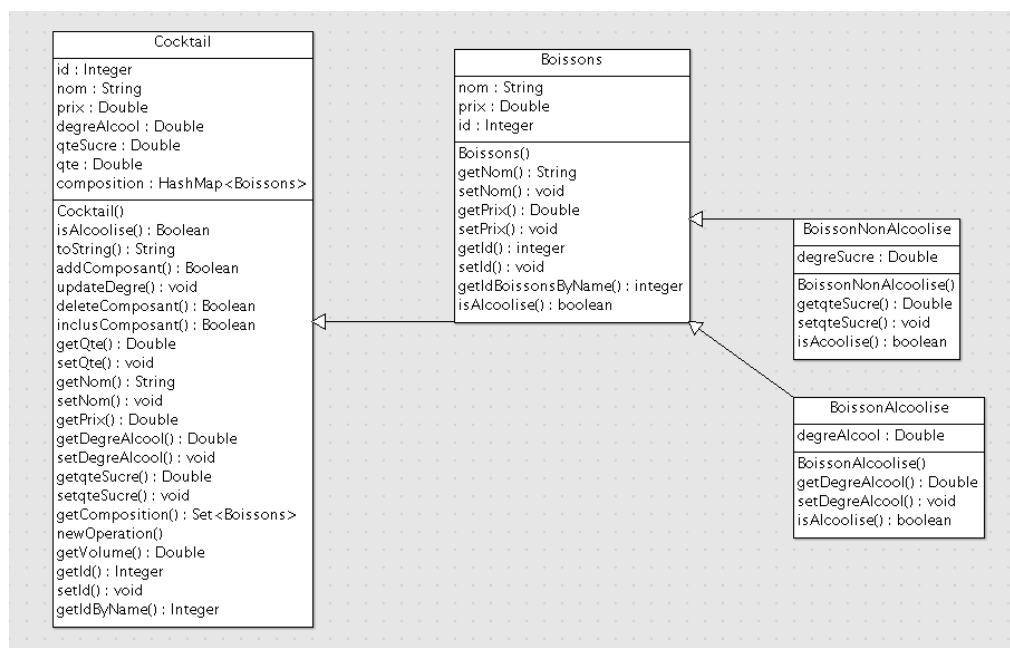 Cocktail
id : Integer
nom : String
prix : Double
degreAlcool : Double
qteSucre : Double
qte : Double
composition : HashMap<Boissons>
Cocktail()
isAlcoolise() : Boolean
toString() : String
addComposant() : Boolean
updateDegre() : void
deleteComposant() : Boolean
inclusComposant() : Boolean
getQte() : Double
setQte() : void
getNom() : String
setNom() : void
getPrix() : Double
getDegreAlcool() : Double
setDegreAlcool() : void
getqteSucre() : Double
setqteSucre() : void
getComposition() : Set<Boissons>
newOperation()
getVolume() : Double
getId() : Integer
setId() : void
getIdByName() : Integer
Boissons
nom : String
prix : Double
id : Integer
Boissons()
getNom() : String
setNom() : void
getPrix() : Double
setPrix() : void
getId() : integer
setId() : void
getIdBoissonsByName() : integer
isAlcoolise() : boolean
BoissonNonAlcoolise
degreSucre : Double
BoissonNonAlcoolise()
getqteSucre() : Double
setqteSucre() : void
isAcoolise() : boolean
BoissonAlcoolise
degreAlcool : Double
BoissonAlcoolise()
getDegreAlcool() : Double
setDegreAlcool() : void
isAlcoolise() : boolean